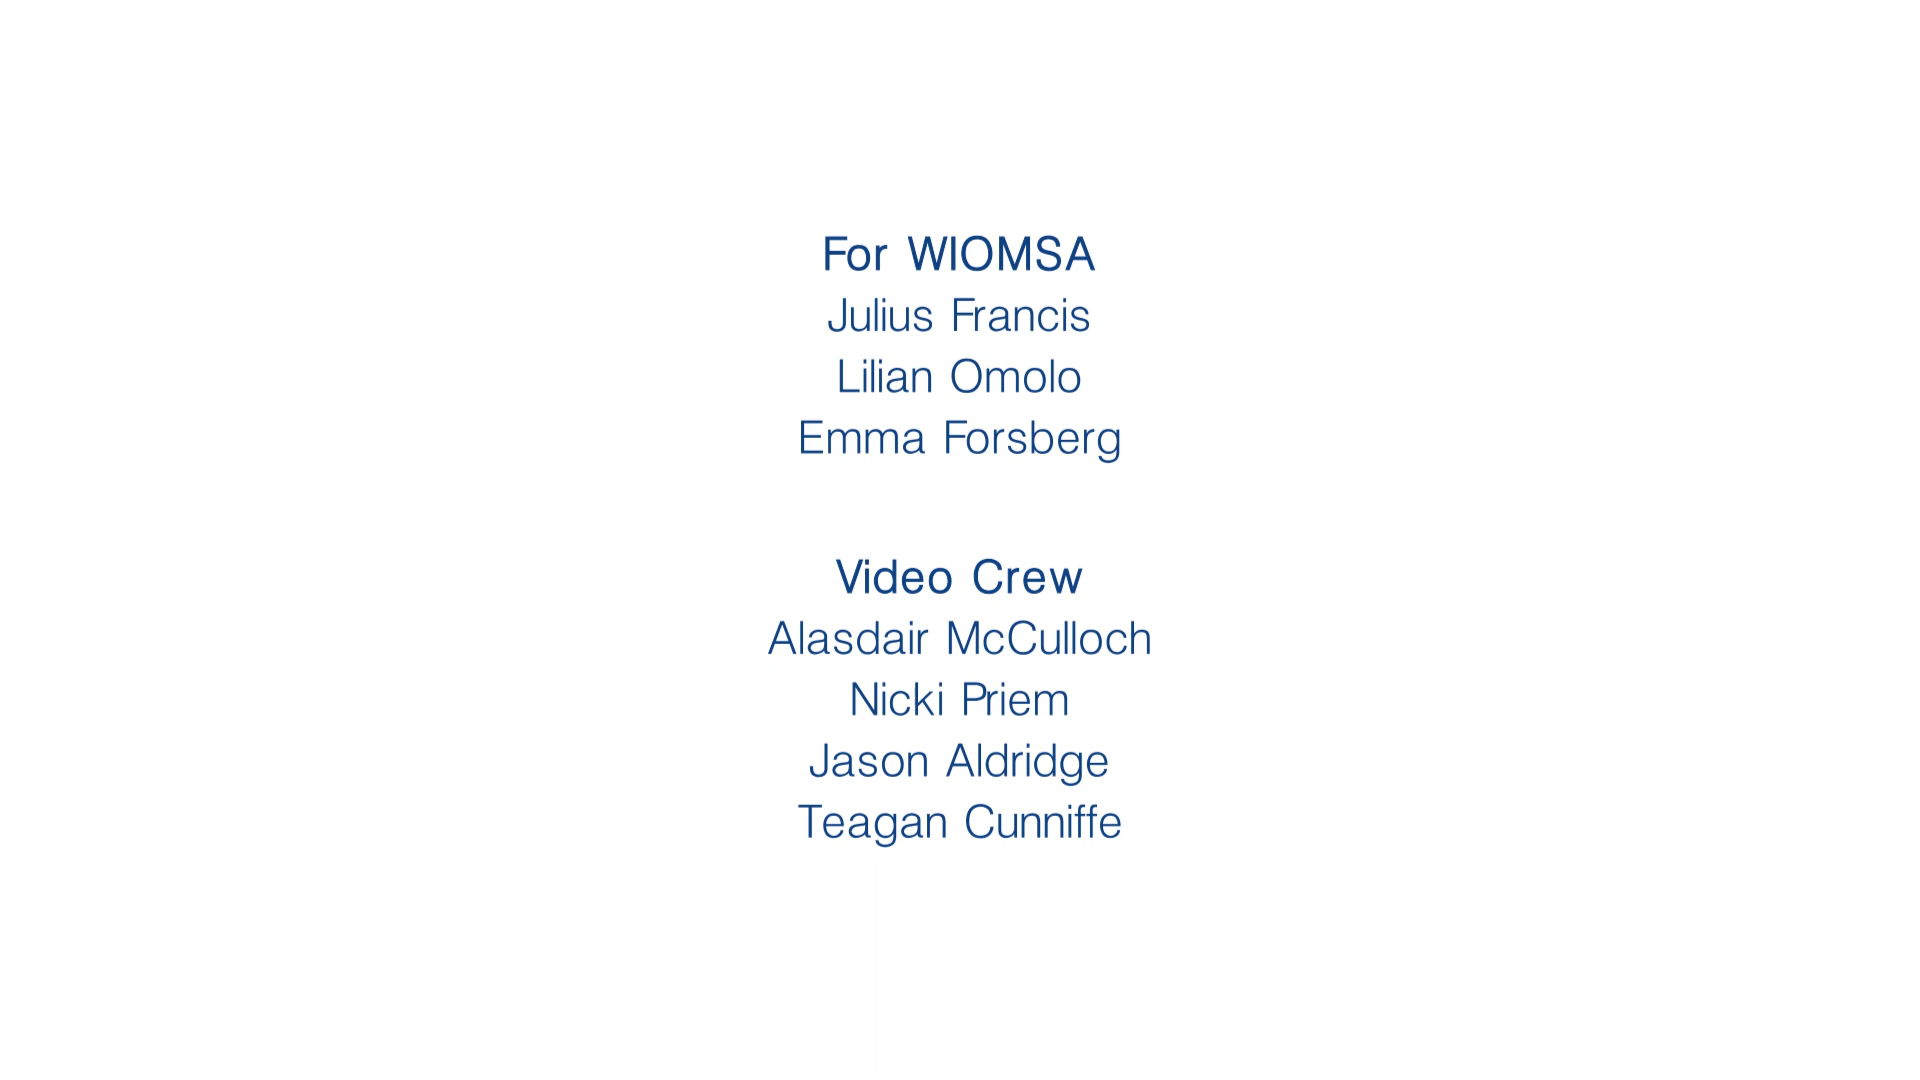 For WIOMSA
Julius Francis
Lilian Omolo
Emma Forsberg
Video Crew
Alasdair McCulloch
Nicki Priem
Jason Aldridge
Teagan Cunniffe